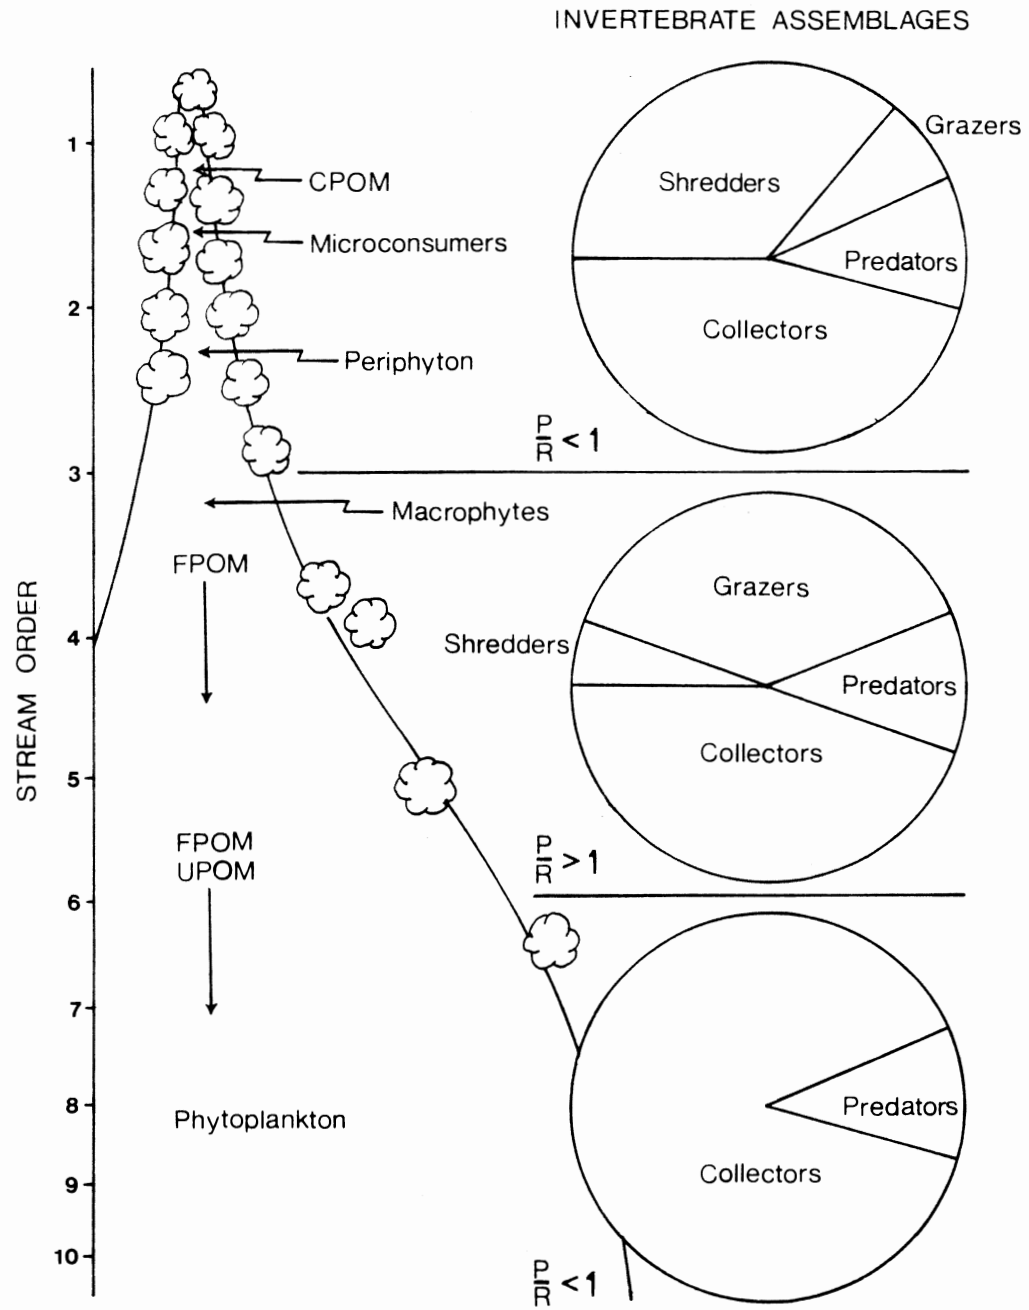 INVERTEBRATE ASSEMBLAGES
1
CPOM
Microconsumers
2
Periphyton
Shredders
Grazers
Predators
Collectors
P/R < 1
3
Macrophytes
FPOM
STREAM ORDER
4
Grazers
Shredders
Predators
Collectors
5
FPOM
UPOM
P/R > 1
6
7
8
Phytoplankton
Predators
Collectors
9
10
P/R < 1